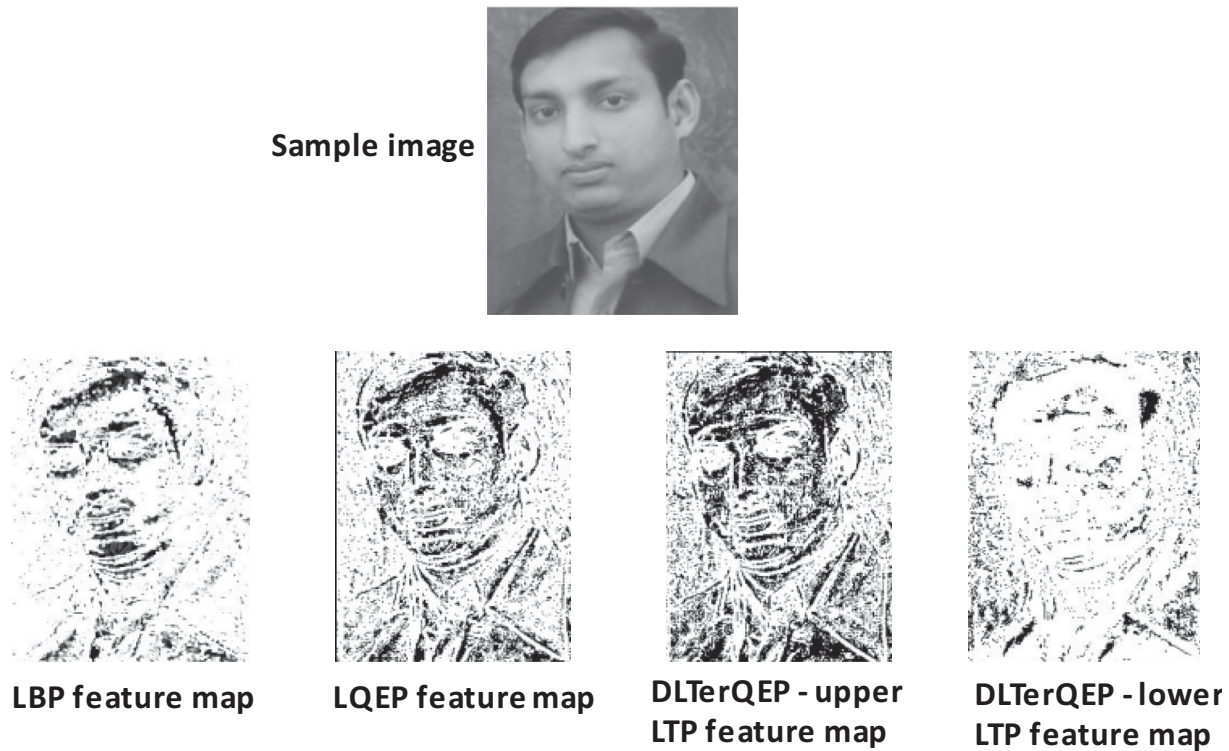 Sample image
LBP feature map
LQEP feature map
DLTerQEP - upper
LTP feature map
DLTerQEP - lower
LTP feature map